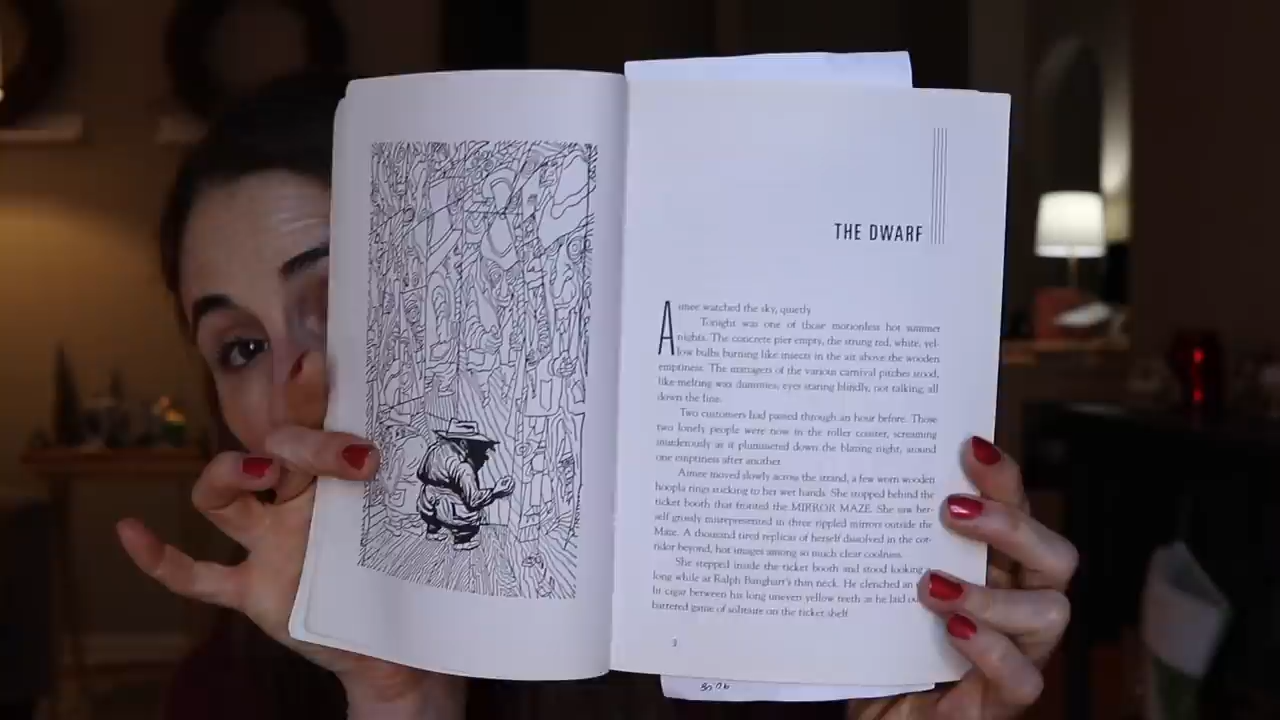 THE DWARF
Aimee watched the sky, quietly.
Tonight was one of those motionless hot summer
nights. The concrete pier empty, the strung red, white, yel-
low bulbs burning like insects in the air above the wooden
emptiness. The managers of the various carnival pitches stood,
like melting wax dummies, eyes staring blindly, not talking, all
down the line.
Two customers had passed through an hour before. Those
two lonely people were now in the roller coaster, screaming
murderously as it plummeted down the blazing night, around
one emptiness after another.
Aimee moved slowly across the strand, a few worn wooden
hoopla rings sticking to her wet hands. She stopped behind the
ticket booth that fronted the MIRROR MAZE. She saw her-
self grossly misrepresented in three rippled mirrors outside the
Maze. A thousand tired replicas of herself dissolved in the cor-
ridor beyond, hot images among so much clear coolness.
She stepped inside the ticket booth and stood looking a
long while at Ralph Banghart's thin neck. He clenched an
lit cigar between his long uneven yellow teeth as he laid
battered game of solitaire on the ticket shelf.
3